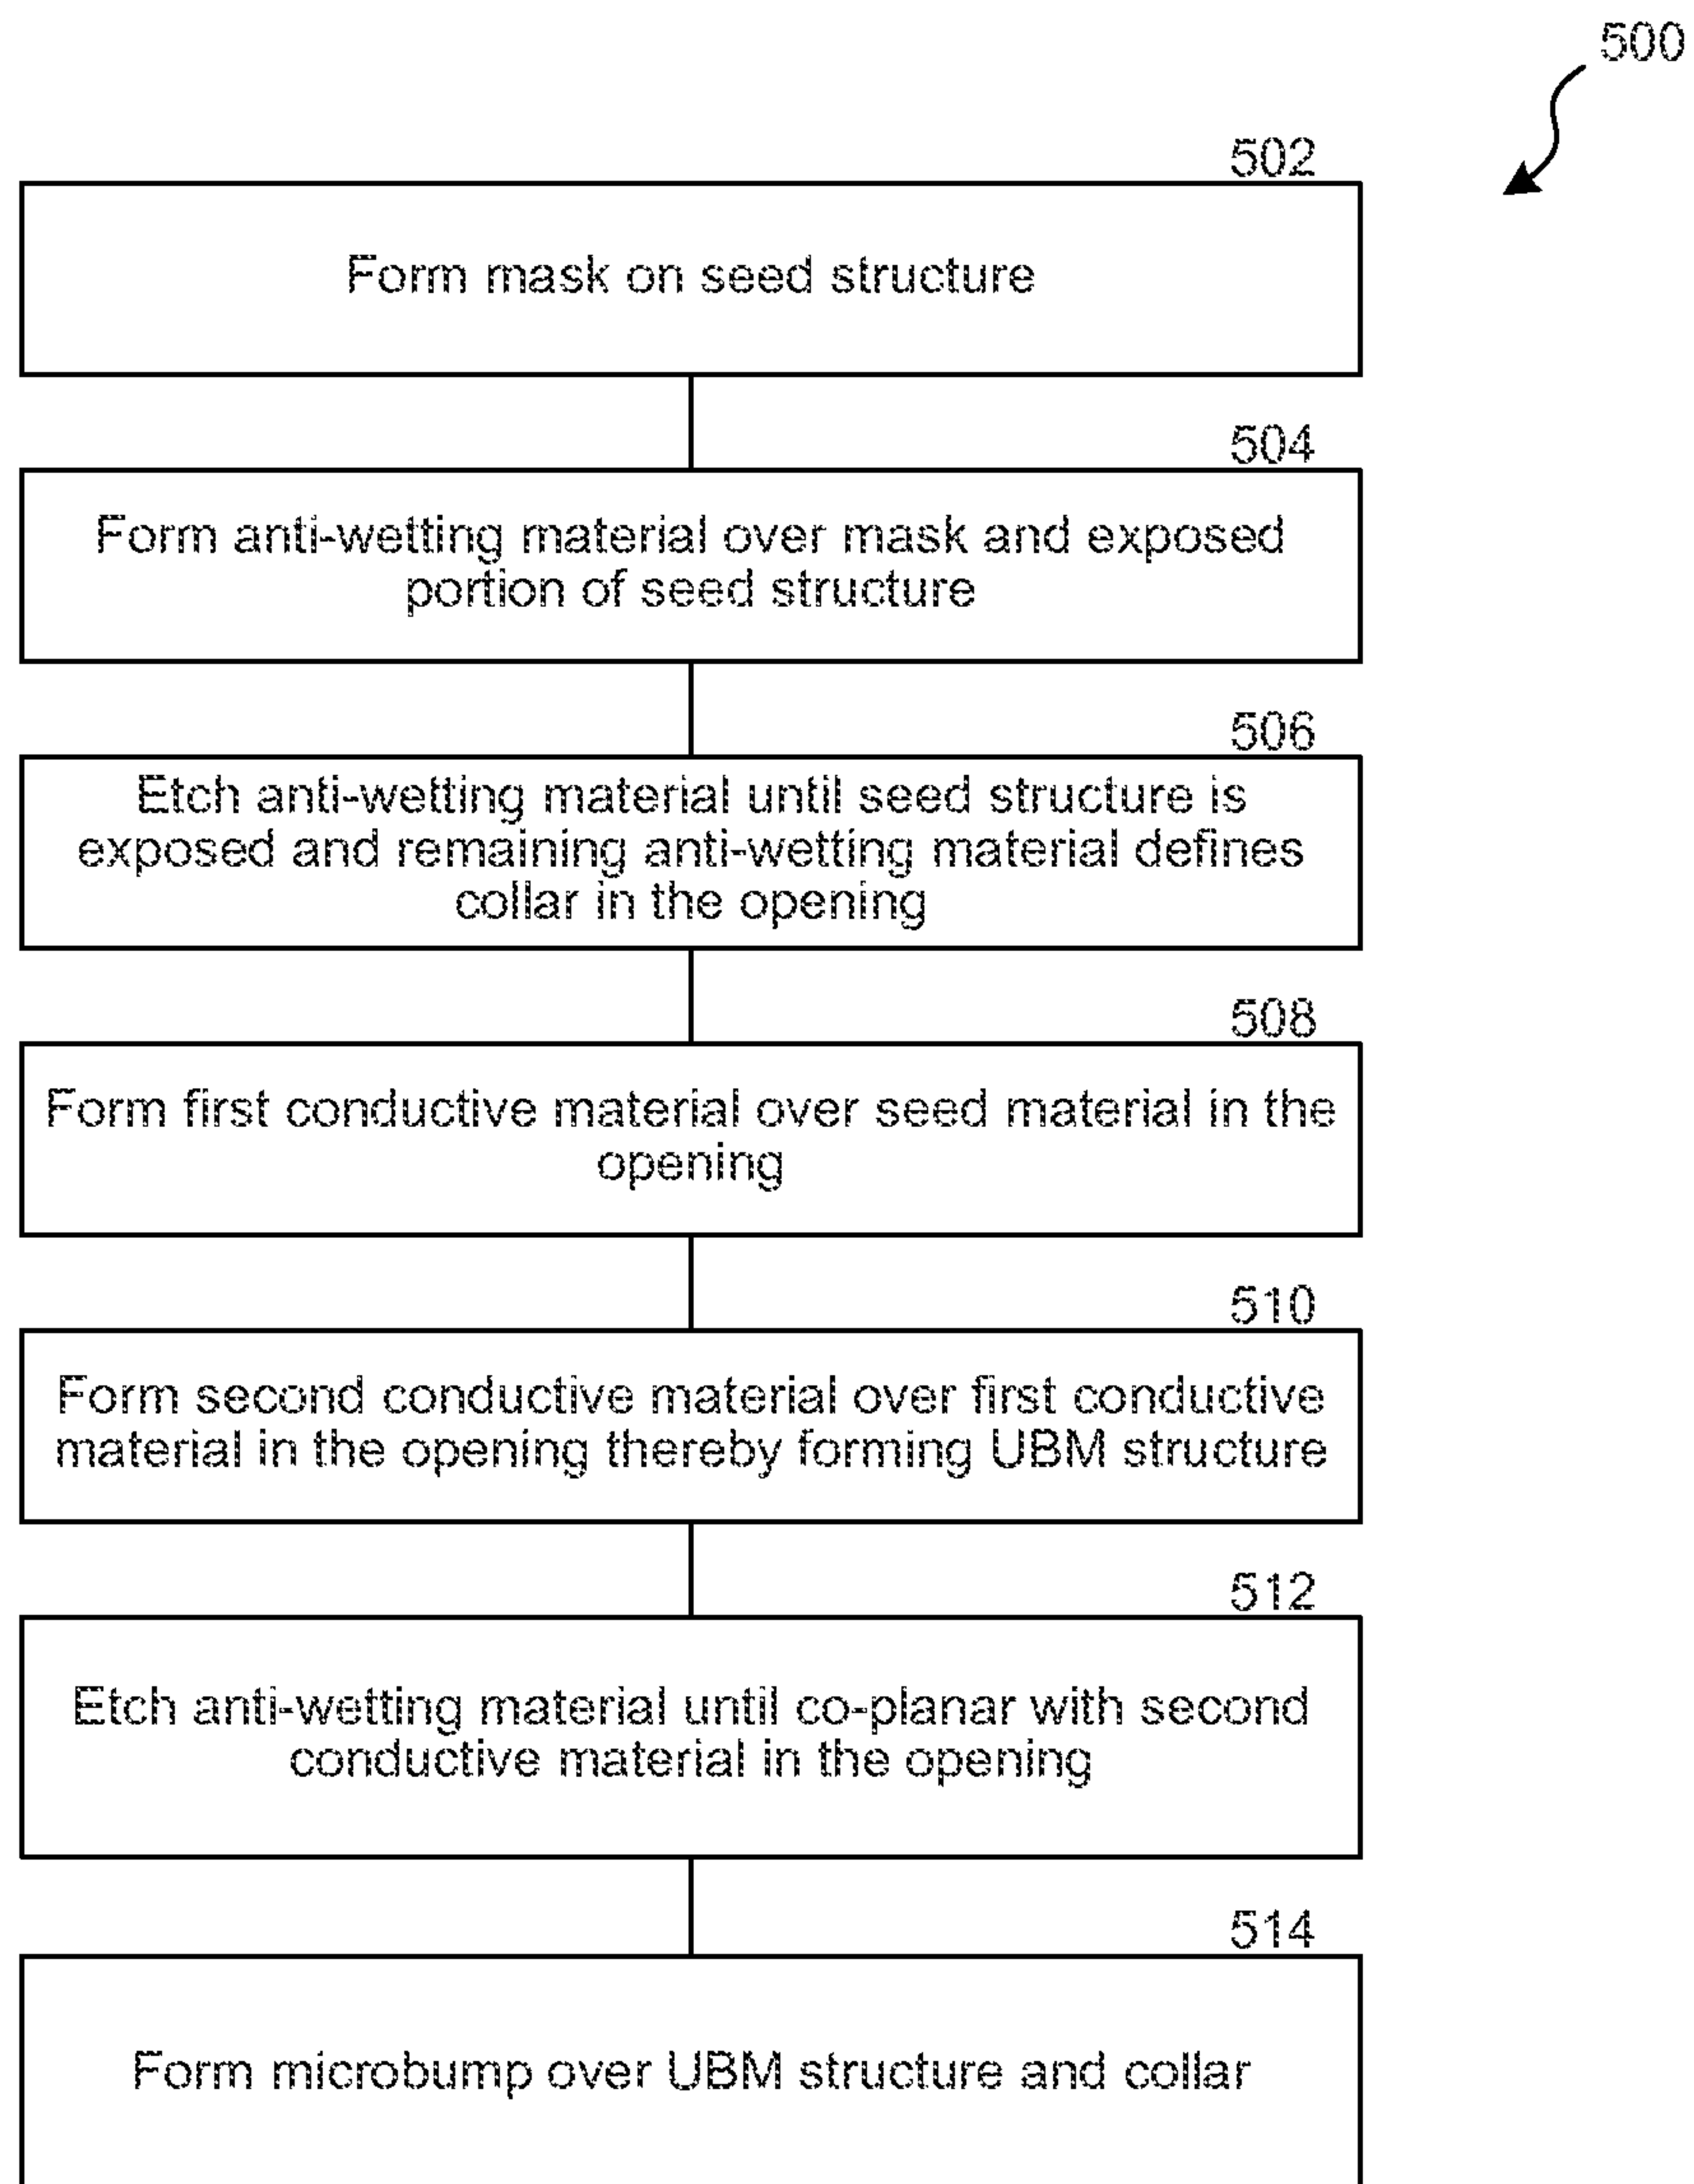 500
502
Form mask on seed structure
504
Form anti-wetting material over mask and exposed
portion of seed structure
506
Etch anti-wetting material until seed structure is
exposed and remaining anti-wetting material defines
collar in the opening
508
Form first conductive material over seed material in the
opening
510
Form second conductive material over first conductive
material in the opening thereby forming UBM structure
512
Etch anti-wetting material until co-planar with second
conductive material in the opening
514
Form microbump over UBM structure and collar